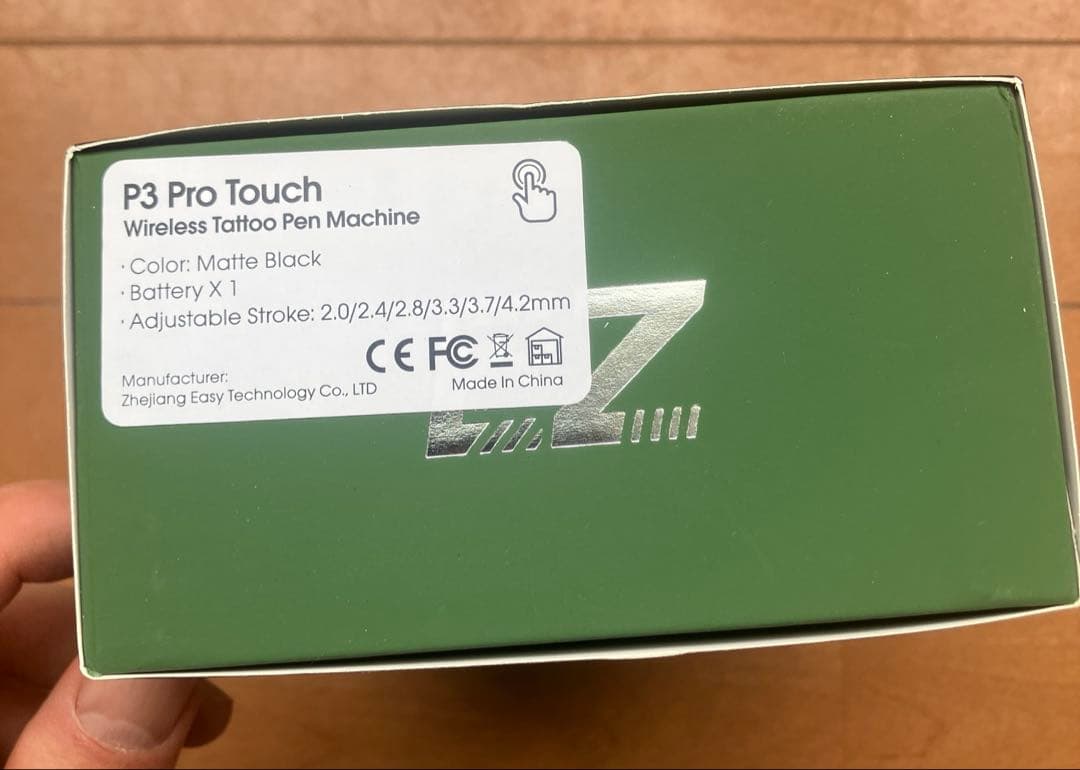 P3 Pro Touch
Wireless Tattoo Pen Machine
· Color: Matte Black
· Battery X 1
· Adjustable Stroke: 2.0/2.4/2.8/3.3/3.7/4.2mm
CE FC
Manufacturer:
Zhejiang Easy Technology Co., LTD
Made In China
EZ